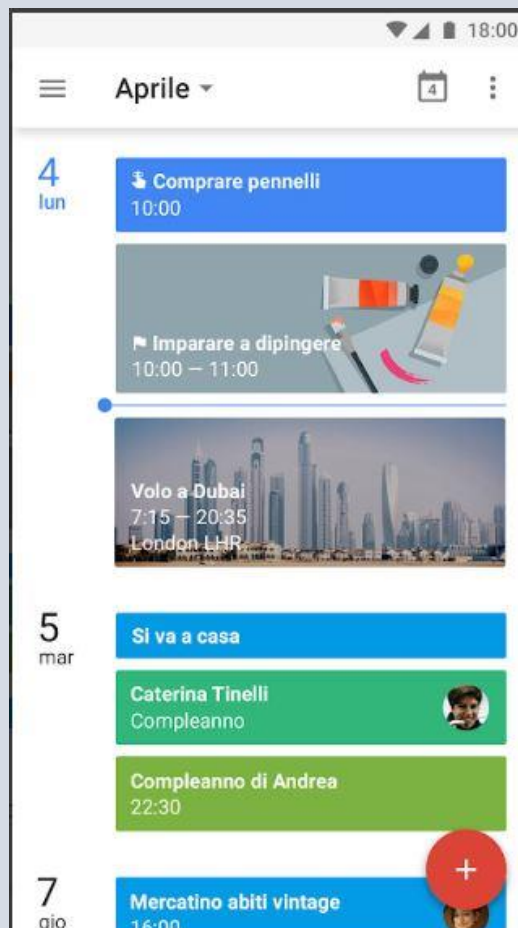 18:00
Aprile
4
4
lun
Comprare pennelli
10:00
Imparare a dipingere
10:00 — 11:00
Volo a Dubai
7:15 — 20:35
London LHR
5
mar
Si va a casa
Caterina Tinelli
Compleanno
Compleanno di Andrea
22:30
+
7
gio
Mercatino abiti vintage
16:00